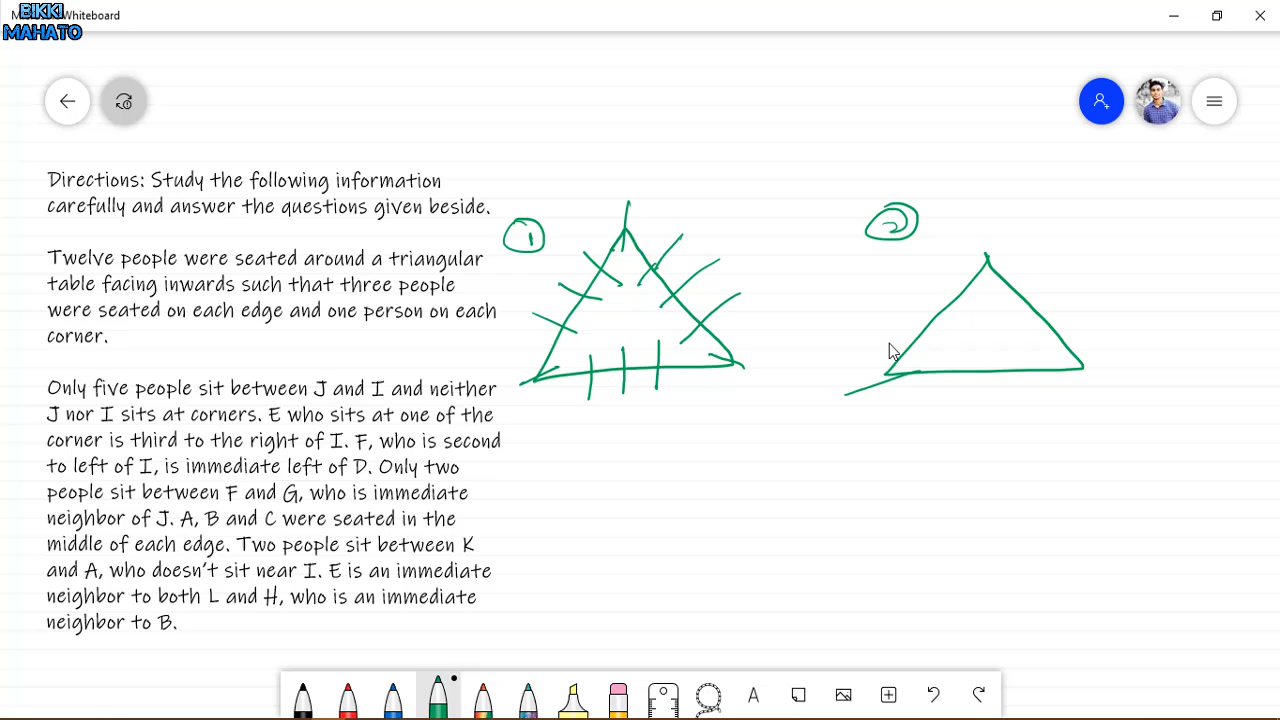 BIKKI
MAHATO
Whiteboard
Directions: Study the following information
carefully and answer the questions given beside.
Twelve people were seated around a triangular
table facing inwards such that three people
were seated on each edge and one person on each
corner.
Only five people sit between J and I and neither
J nor I sits at corners. E who sits at one of the
corner is third to the right of I. F, who is second
to left of I, is immediate left of D. Only two
people sit between F and G, who is immediate
neighbor of J. A, B and C were seated in the
middle of each edge. Two people sit between K
and A, who doesn't sit near I. E is an immediate
neighbor to both L and H, who is an immediate
neighbor to B.
1
2
A